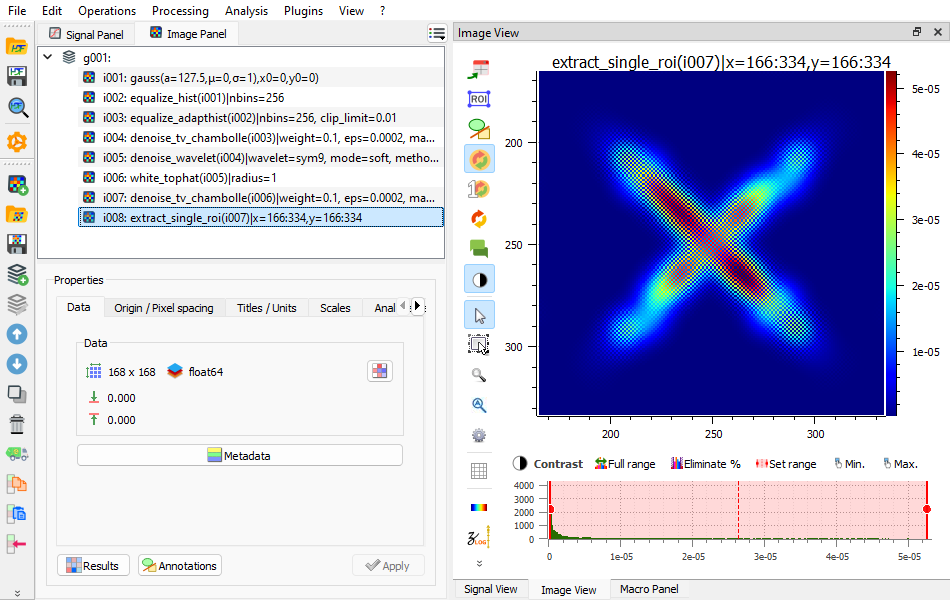 File Edit Operations Processing Analysis Plugins View ?
Signal Panel Image Panel
g001:
i001: gauss(a=127.5,μ=0,σ=1),x0=0,y0=0)
i002: equalize_hist(i001)|nbins=256
i003: equalize_adapthist(i002)|nbins=256, clip_limit=0.01
i004: denoise_tv_chambolle(i003)|weight=0.1, eps=0.0002, ma...
i005: denoise_wavelet(i004)|wavelet=sym9, mode=soft, metho...
i006: white_tophat(i005)|radius=1
i007: denoise_tv_chambolle(i006)|weight=0.1, eps=0.0002, ma...
i008: extract_single_roi(i007)|x=166:334,y=166:334
Properties
Data Origin / Pixel spacing Titles / Units Scales Anal
Data
168 x 168 float64
0.000
0.000
Metadata
Results Annotations Apply
Image View
ROI
1
LOG
extract_single_roi(i007)|x=166:334,y=166:334
200
250
300
200 250 300
5e-05
4e-05
3e-05
2e-05
1e-05
Contrast Full range Eliminate % Set range Min. Max.
4000
3000
2000
1000
0
0 1e-05 2e-05 3e-05 4e-05 5e-05
Signal View Image View Macro Panel